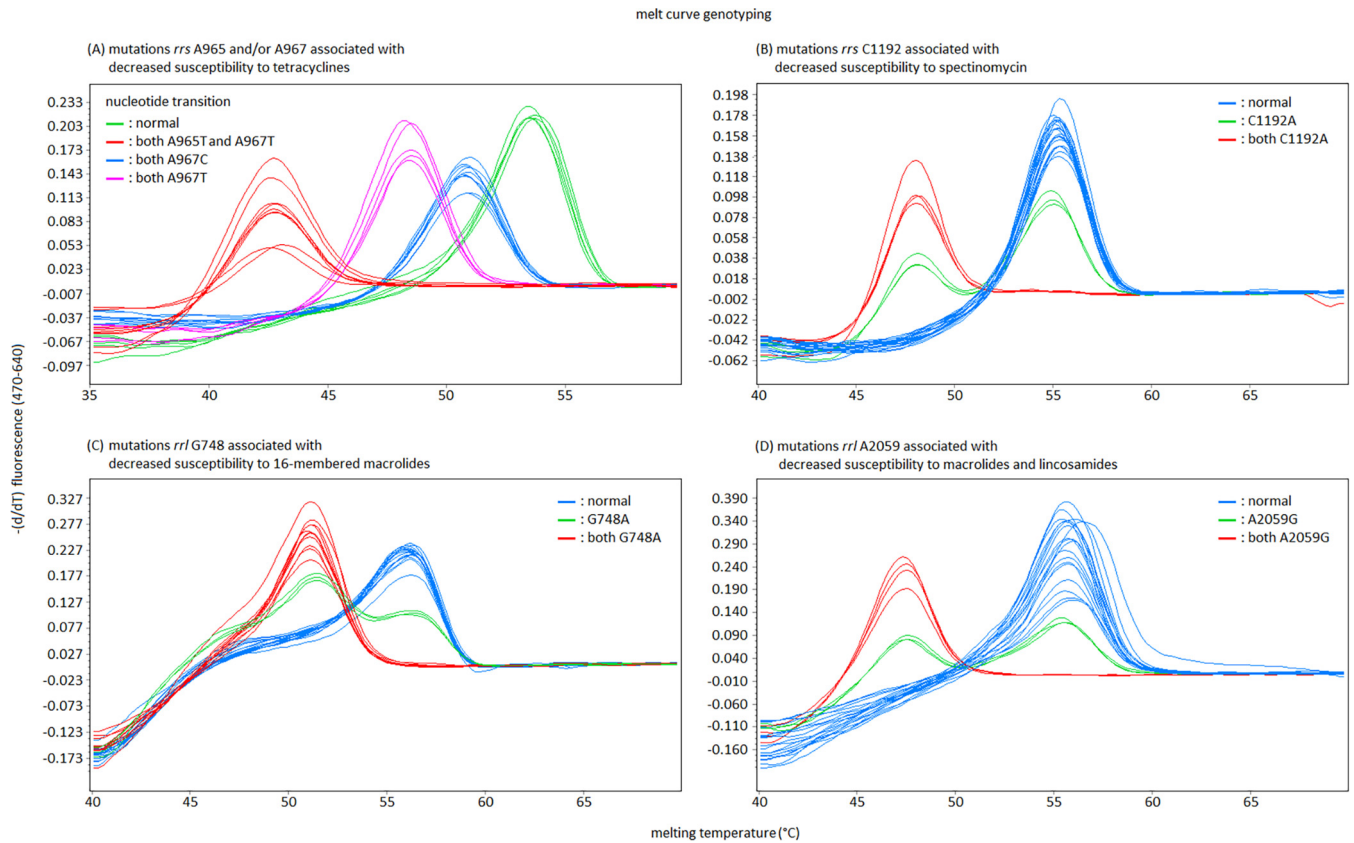 melt curve genotyping
(A) mutations rrs A965 and/or A967 associated with
decreased susceptibility to tetracyclines
0.233
0.203
0.173
0.143
0.113
0.083
0.053
0.023
-0.007
-0.037
-0.067
-0.097
nucleotide transition
: normal
: both A965T and A967T
: both A967C
: both A967T
35 40 45 50 55
(B) mutations rrs C1192 associated with
decreased susceptibility to spectinomycin
0.198
0.178
0.158
0.138
0.118
0.098
0.078
0.058
0.038
0.018
-0.002
-0.022
-0.042
-0.062
: normal
: C1192A
: both C1192A
40 45 50 55 60 65
(C) mutations rrl G748 associated with
decreased susceptibility to 16-membered macrolides
0.327
0.277
0.227
0.177
0.127
0.077
0.027
-0.023
-0.073
-0.123
-0.173
: normal
: G748A
: both G748A
40 45 50 55 60 65
(D) mutations rrl A2059 associated with
decreased susceptibility to macrolides and lincosamides
0.390
0.340
0.290
0.240
0.190
0.140
0.090
0.040
-0.010
-0.060
-0.110
-0.160
: normal
: A2059G
: both A2059G
40 45 50 55 60 65
-(d/dT) fluorescence (470-640)
melting temperature (°C)